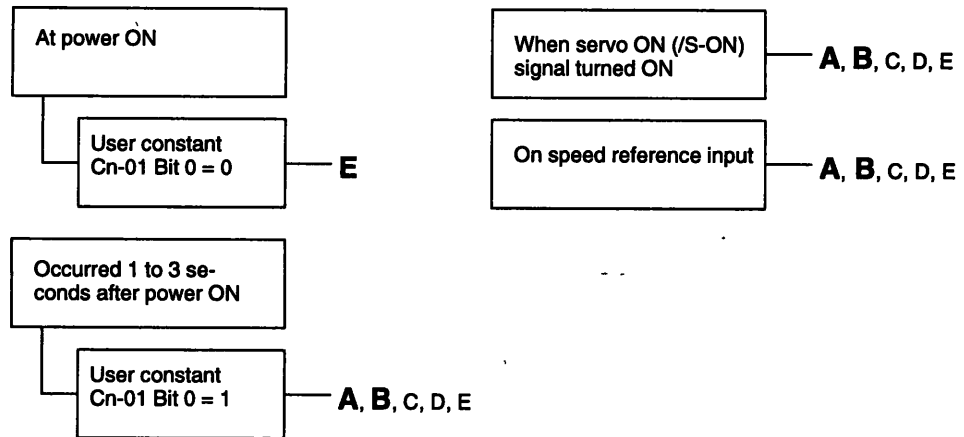 At power ON
User constant
Cn-01 Bit 0 = 0
E
Occurred 1 to 3 se-
conds after power ON
User constant
Cn-01 Bit 0 = 1
A, B, C, D, E
When servo ON (/S-ON)
signal turned ON
A, B, C, D, E
On speed reference input
A, B, C, D, E